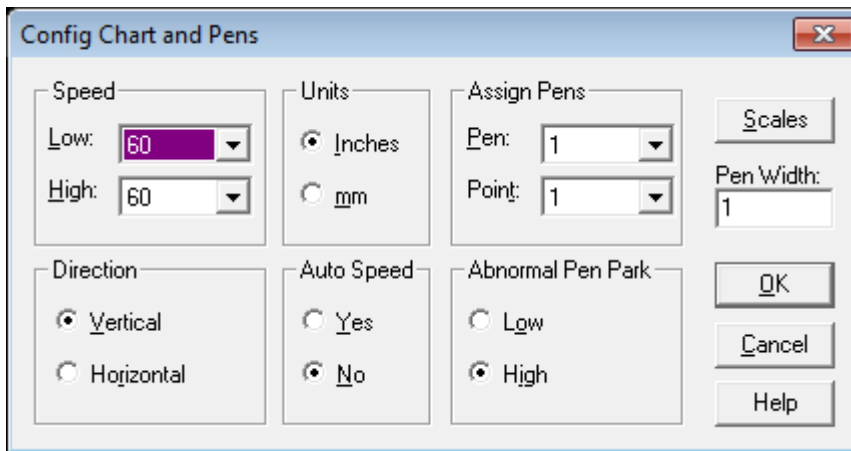 Config Chart and Pens
Speed
Low: 60
High: 60
Units
Inches
mm
Assign Pens
Pen: 1
Point: 1
Scales
Pen Width:
1
Direction
Vertical
Horizontal
Auto Speed
Yes
No
Abnormal Pen Park
Low
High
OK
Cancel
Help